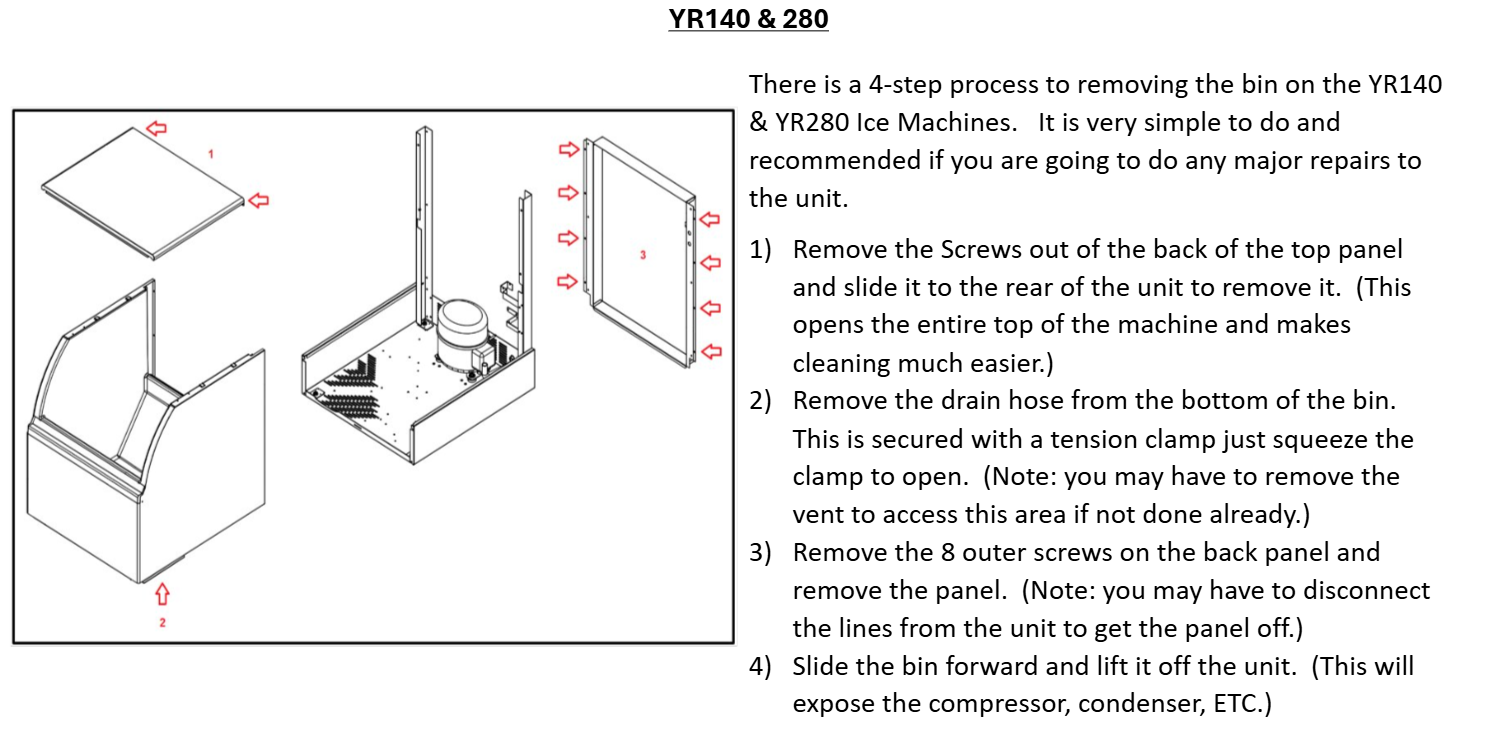 YR140 & 280
1
3
2
There is a 4-step process to removing the bin on the YR140
& YR280 Ice Machines.   It is very simple to do and
recommended if you are going to do any major repairs to
the unit.
1) Remove the Screws out of the back of the top panel
and slide it to the rear of the unit to remove it.  (This
opens the entire top of the machine and makes
cleaning much easier.)
2) Remove the drain hose from the bottom of the bin.
This is secured with a tension clamp just squeeze the
clamp to open.  (Note: you may have to remove the
vent to access this area if not done already.)
3) Remove the 8 outer screws on the back panel and
remove the panel.  (Note: you may have to disconnect
the lines from the unit to get the panel off.)
4) Slide the bin forward and lift it off the unit.  (This will
expose the compressor, condenser, ETC.)